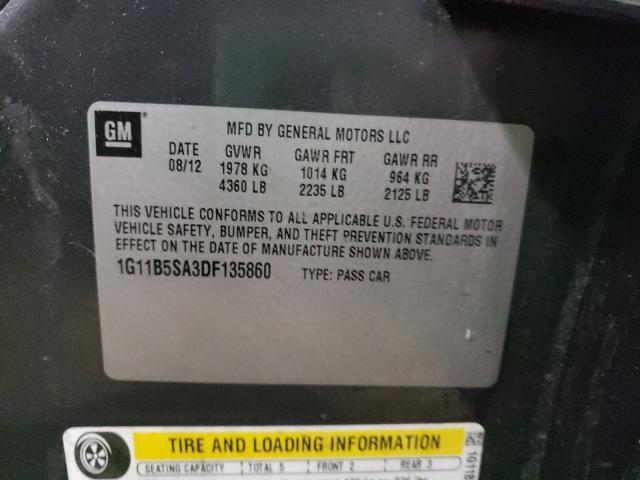 GM
MFD BY GENERAL MOTORS LLC
DATE GVWR GAWR FRT GAWR RR
08/12 1978 KG 1014 KG 964 KG
4360 LB 2235 LB 2125 LB
THIS VEHICLE CONFORMS TO ALL APPLICABLE U.S. FEDERAL MOTOR
VEHICLE SAFETY, BUMPER, AND THEFT PREVENTION STANDARDS IN
EFFECT ON THE DATE OF MANUFACTURE SHOWN ABOVE.
1G11B5SA3DF135860 TYPE: PASS CAR
TIRE AND LOADING INFORMATION
SEATING CAPACITY TOTAL 5 FRONT 2 REAR 3
1G11B